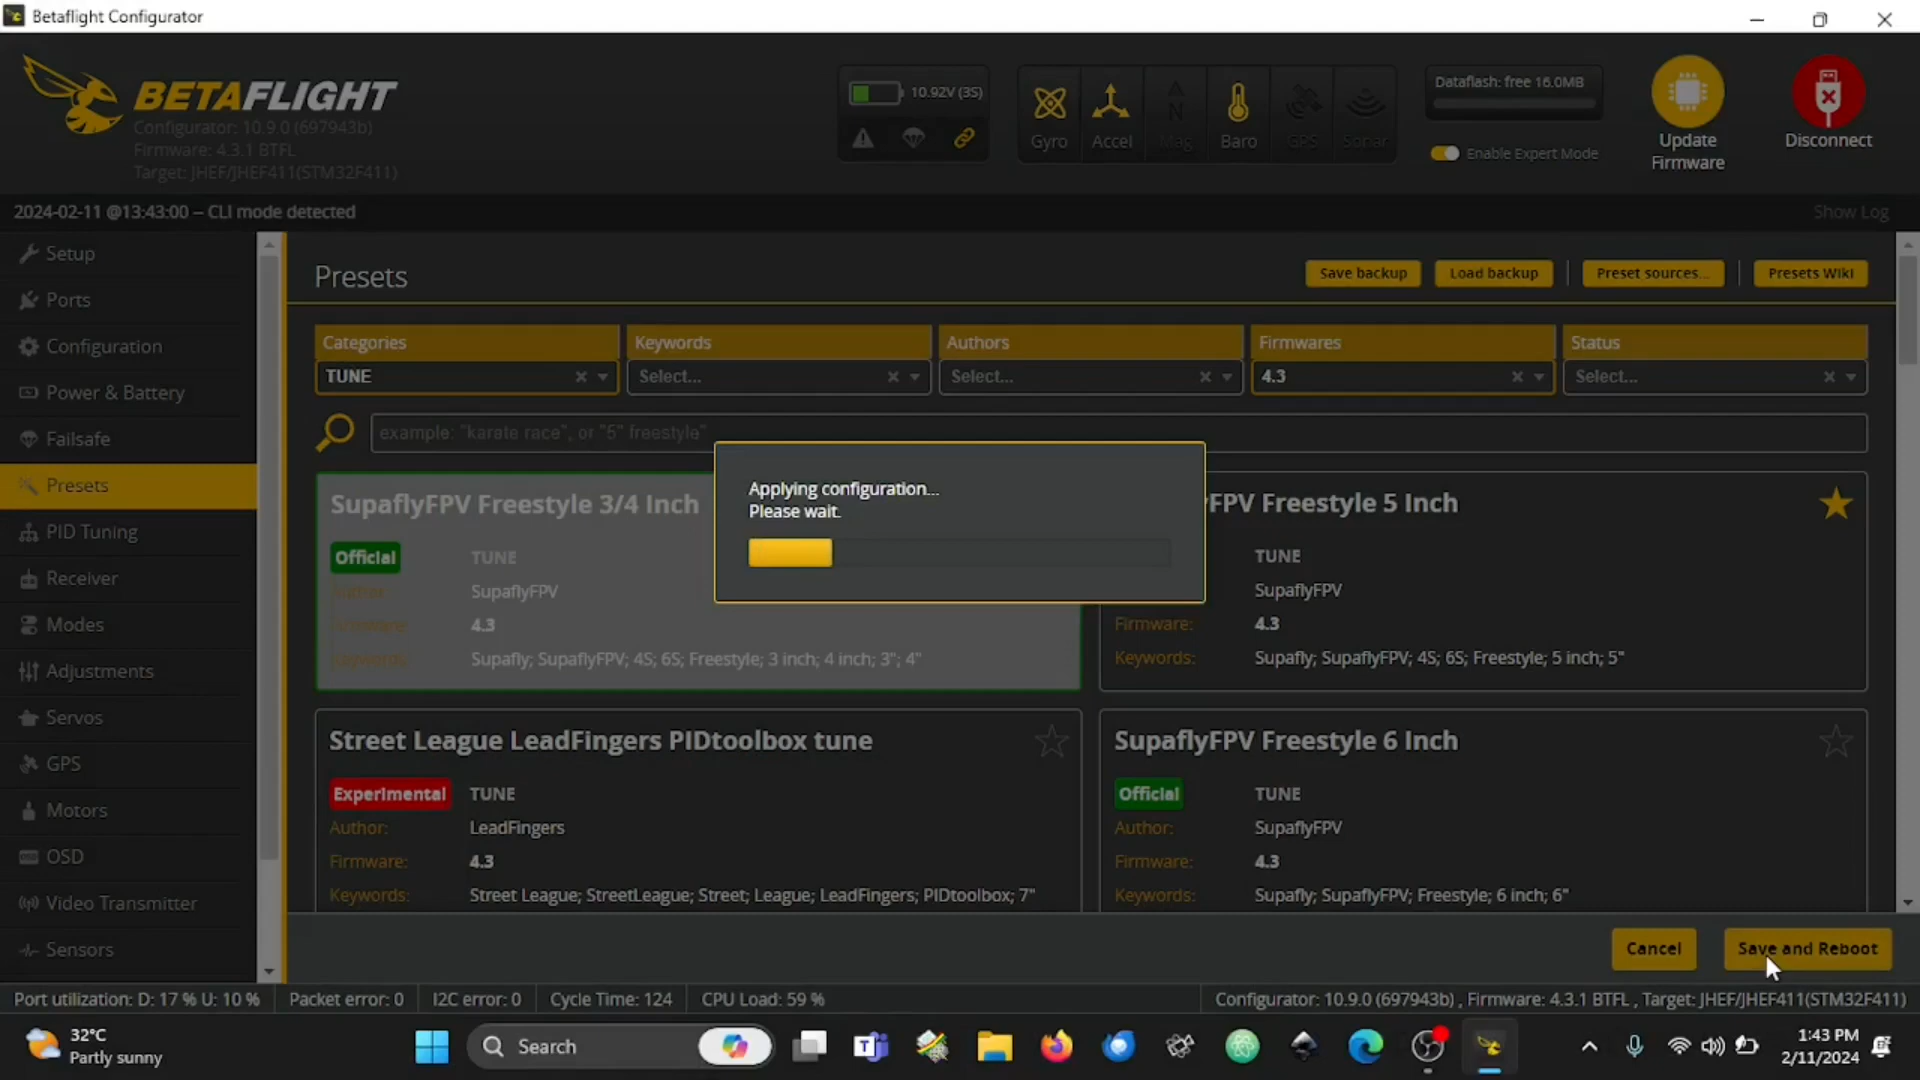 Betaflight Configurator
BETAFLIGHT
Configurator: 10.9.0 (697943b)
Firmware: 4.3.1 BTFL
Target: JHEF/JHEF411(STM32F411)
10.92V (3S)
Gyro
Accel
Mag
Baro
GPS
Sonar
Dataflash: free 16.0MB
Enable Expert Mode
Update
Firmware
Disconnect
2024-02-11 @13:43:00 – CLI mode detected
Show Log
Setup
Ports
Configuration
Power & Battery
Failsafe
Presets
PID Tuning
Receiver
Modes
Adjustments
Servos
GPS
Motors
OSD
Video Transmitter
Sensors
Presets
Save backup
Load backup
Preset sources...
Presets Wiki
Categories
Keywords
Authors
Firmwares
Status
TUNE
Select...
Select...
4.3
Select...
example: "karate race", or "5" freestyle"
Applying configuration...
Please wait.
SupaflyFPV Freestyle 3/4 Inch
Official
TUNE
Author:
SupaflyFPV
Firmware:
4.3
Keywords:
Supafly; SupaflyFPV; 4S; 6S; Freestyle; 3 inch; 4 inch; 3"; 4"
FPV Freestyle 5 Inch
TUNE
SupaflyFPV
Firmware:
4.3
Keywords:
Supafly; SupaflyFPV; 4S; 6S; Freestyle; 5 inch; 5"
Street League LeadFingers PIDtoolbox tune
Experimental
TUNE
Author:
LeadFingers
Firmware:
4.3
Keywords:
Street League; StreetLeague; Street; League; LeadFingers; PIDtoolbox; 7"
SupaflyFPV Freestyle 6 Inch
Official
TUNE
Author:
SupaflyFPV
Firmware:
4.3
Keywords:
Supafly; SupaflyFPV; Freestyle; 6 inch; 6"
Cancel
Save and Reboot
Port utilization: D: 17 % U: 10 %
Packet error: 0
I2C error: 0
Cycle Time: 124
CPU Load: 59 %
Configurator: 10.9.0 (697943b) , Firmware: 4.3.1 BTFL , Target: JHEF/JHEF411(STM32F411)
32°C
Partly sunny
Search
1:43 PM
2/11/2024